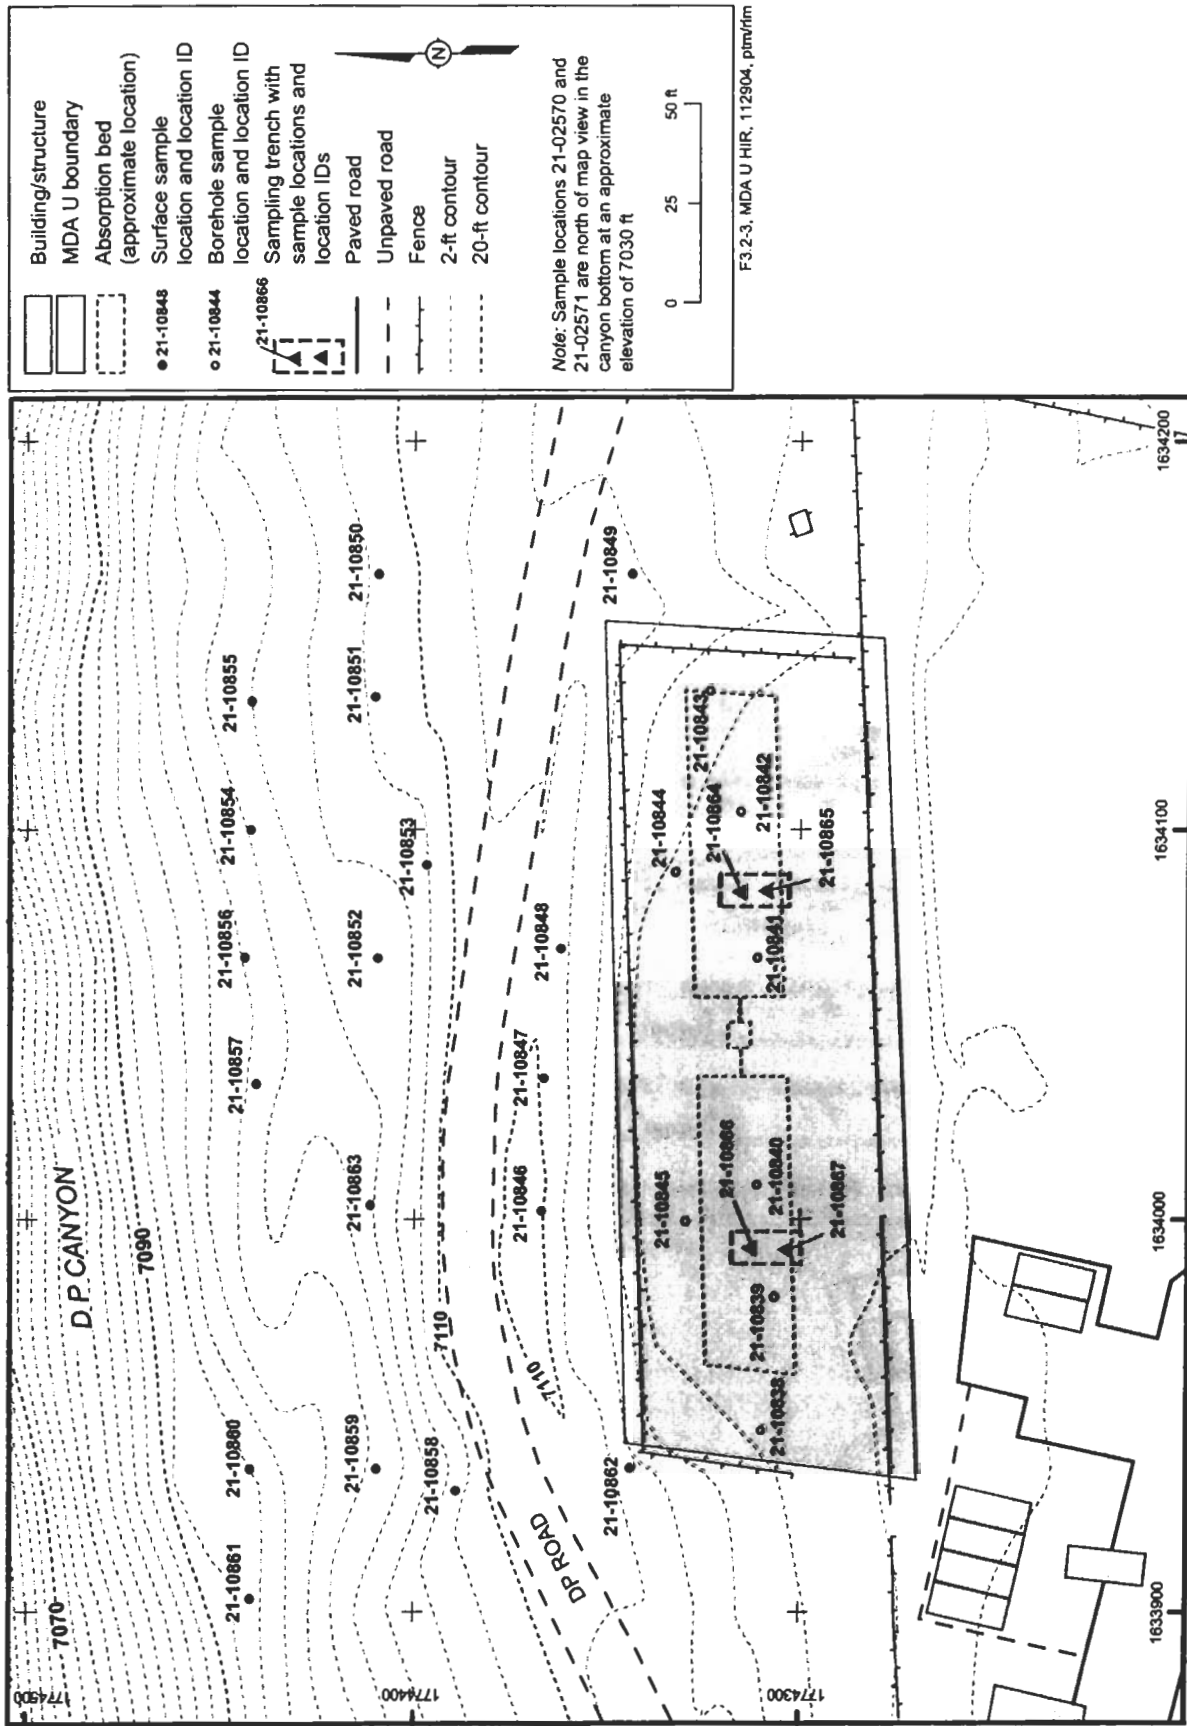 Building/structure
MDA U boundary
Absorption bed
(approximate location)
21-10848
Surface sample
location and location ID
21-10844
Borehole sample
location and location ID
21-10866
Sampling trench with
sample locations and
location IDs
Paved road
Unpaved road
Fence
2-ft contour
20-ft contour
N
Note: Sample locations 21-02570 and
21-02571 are north of map view in the
canyon bottom at an approximate
elevation of 7030 ft
0 25 50 ft
F3.2-3, MDA U HIR, 112904, ptm/rlm
1774500
7070
DP CANYON
7090
21-10861
21-10860
21-10857
21-10856
21-10854
21-10855
21-10859
21-10863
21-10852
21-10851
21-10850
21-10853
21-10858
1774400
7110
7110
DP ROAD
21-10846
21-10847
21-10848
21-10862
21-10849
21-10845
21-10844
21-10843
21-10866
21-10864
21-10838
21-10839
21-10840
21-10841
21-10842
21-10867
21-10865
1774300
1633900
1634000
1634100
1634200